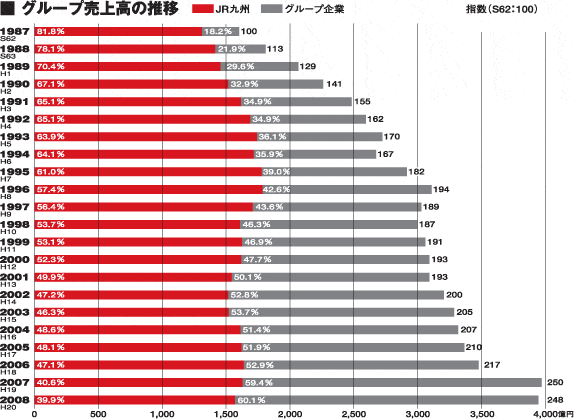 ■ グループ売上高の推移 ■ JR九州 ■ グループ企業 指数（S62：100）
1987 81.8% 18.2% 100
S62
1988 78.1% 21.9% 113
S63
1989 70.4% 29.6% 129
H1
1990 67.1% 32.9% 141
H2
1991 65.1% 34.9% 155
H3
1992 65.1% 34.9% 162
H4
1993 63.9% 36.1% 170
H5
1994 64.1% 35.9% 167
H6
1995 61.0% 39.0% 182
H7
1996 57.4% 42.6% 194
H8
1997 56.4% 43.6% 189
H9
1998 53.7% 46.3% 187
H10
1999 53.1% 46.9% 191
H11
2000 52.3% 47.7% 193
H12
2001 49.9% 50.1% 193
H13
2002 47.2% 52.8% 200
H14
2003 46.3% 53.7% 205
H15
2004 48.6% 51.4% 207
H16
2005 48.1% 51.9% 210
H17
2006 47.1% 52.9% 217
H18
2007 40.6% 59.4% 250
H19
2008 39.9% 60.1% 248
H20
0 500 1,000 1,500 2,000 2,500 3,000 3,500 4,000億円